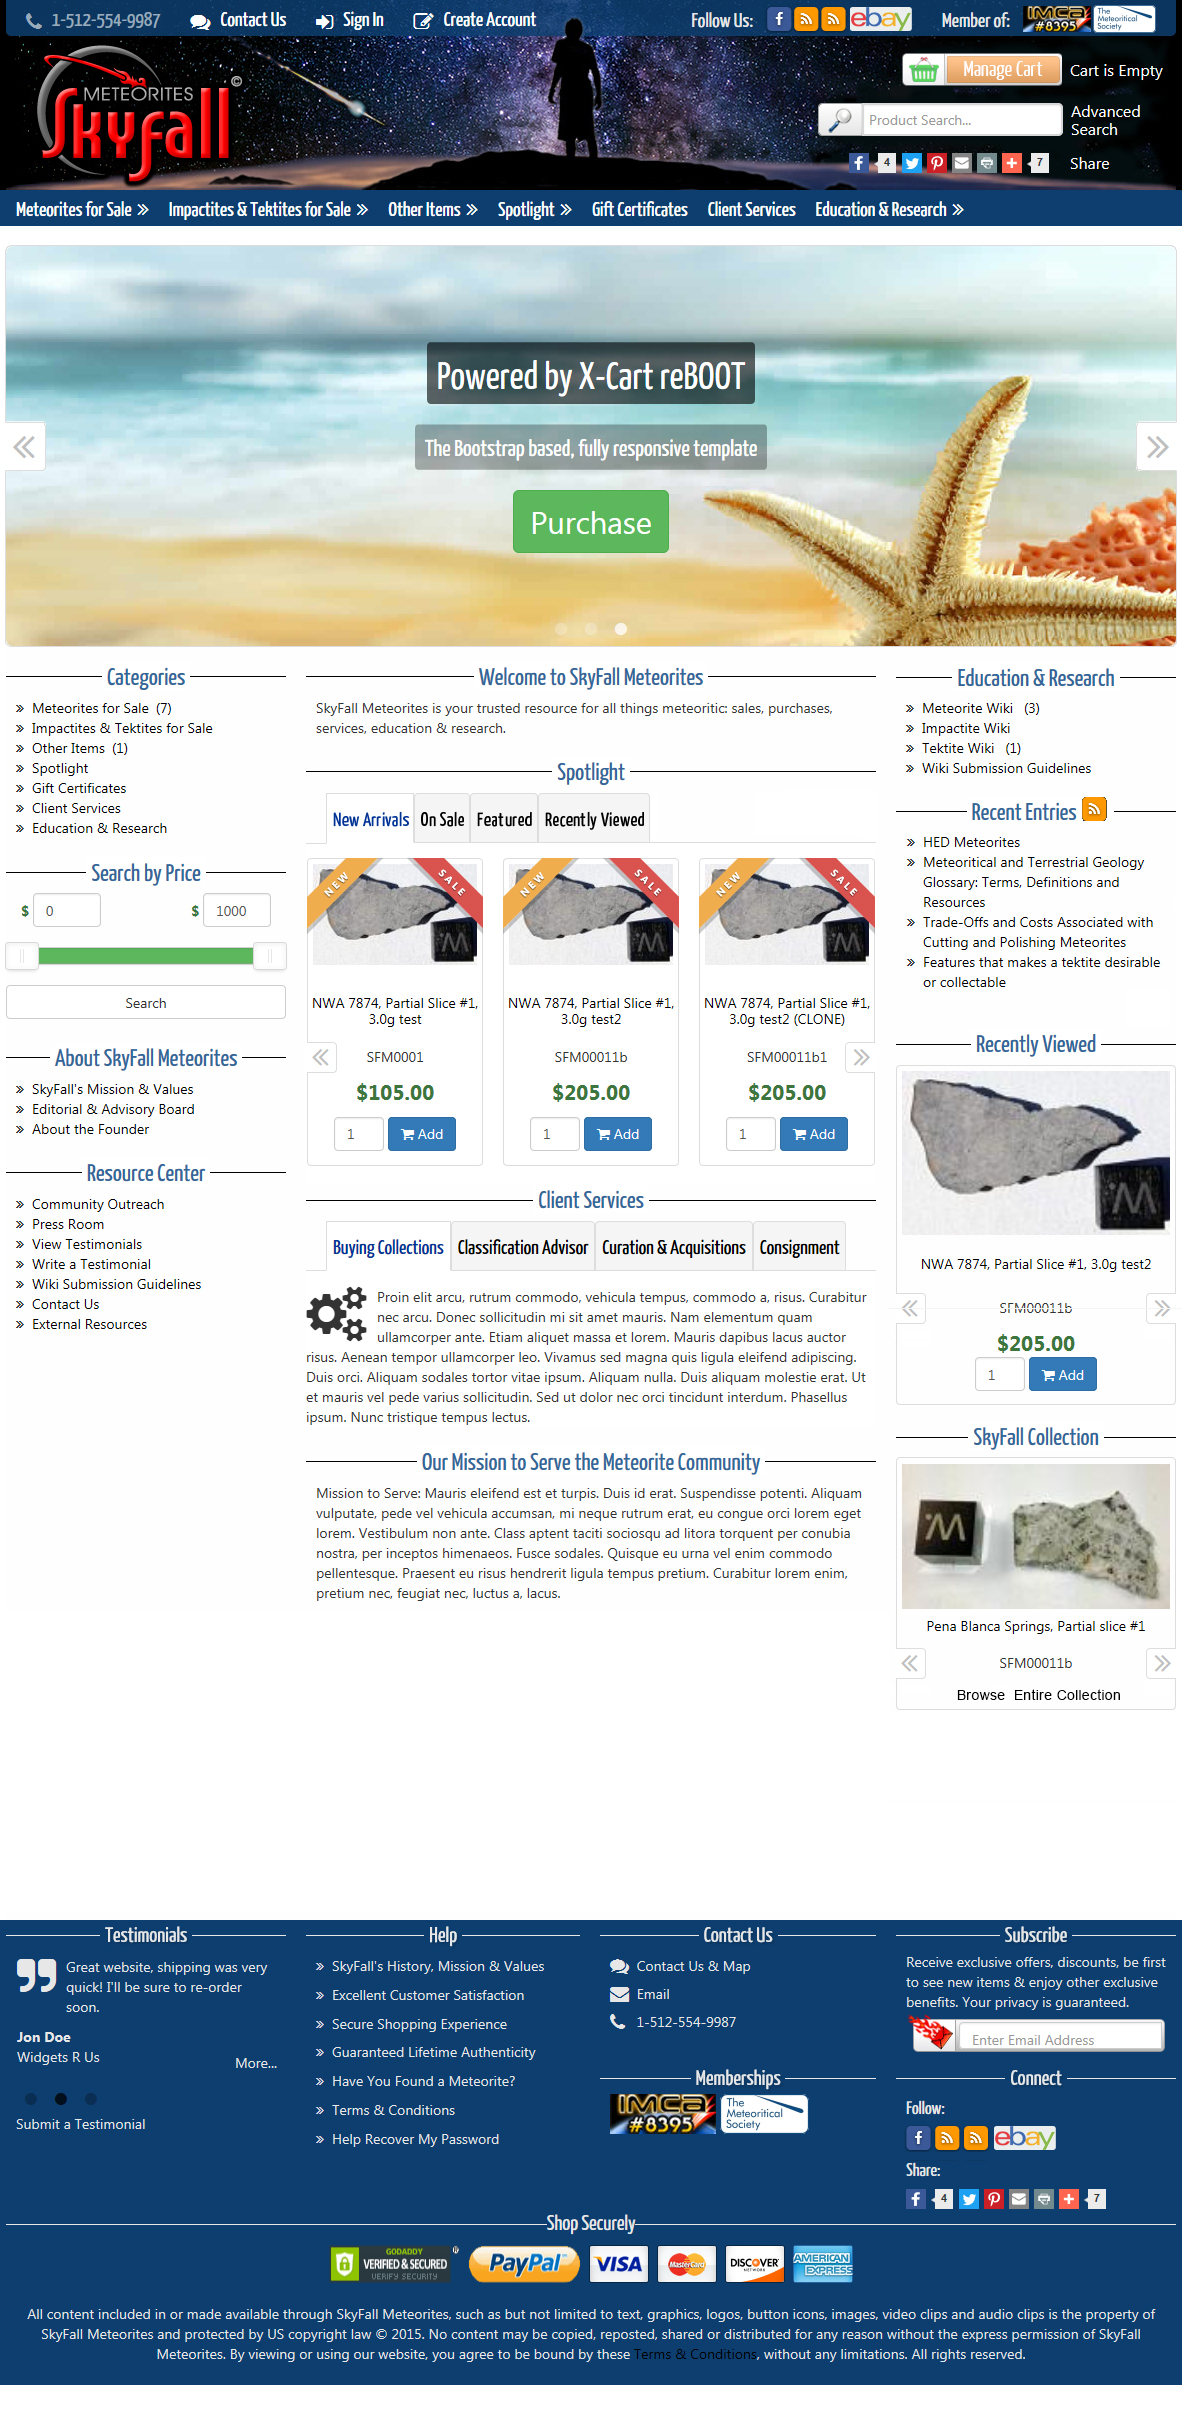 1-512-554-9987 Contact Us Sign In Create Account Follow Us: f ebay Member of: IMCA #8395 The Meteoritical Society
METEORITES
Skyfall ©
Manage Cart Cart is Empty
Product Search... Advanced Search
f 4 7 Share
Meteorites for Sale » Impactites & Tektites for Sale » Other Items » Spotlight » Gift Certificates Client Services Education & Research »
Powered by X-Cart reBOOT
The Bootstrap based, fully responsive template
Purchase
Categories
» Meteorites for Sale (7)
» Impactites & Tektites for Sale
» Other Items (1)
» Spotlight
» Gift Certificates
» Client Services
» Education & Research
Search by Price
$ 0 $ 1000
Search
About SkyFall Meteorites
» SkyFall's Mission & Values
» Editorial & Advisory Board
» About the Founder
Resource Center
» Community Outreach
» Press Room
» View Testimonials
» Write a Testimonial
» Wiki Submission Guidelines
» Contact Us
» External Resources
Welcome to SkyFall Meteorites
SkyFall Meteorites is your trusted resource for all things meteoritic: sales, purchases,
services, education & research.
Spotlight
New Arrivals On Sale Featured Recently Viewed
NEW SALE NEW SALE NEW SALE
NWA 7874, Partial Slice #1, 3.0g test
SFM0001
$105.00
1 Add
NWA 7874, Partial Slice #1, 3.0g test2
SFM00011b
$205.00
1 Add
NWA 7874, Partial Slice #1, 3.0g test2 (CLONE)
SFM00011b1
$205.00
1 Add
Client Services
Buying Collections Classification Advisor Curation & Acquisitions Consignment
Proin elit arcu, rutrum commodo, vehicula tempus, commodo a, risus. Curabitur
nec arcu. Donec sollicitudin mi sit amet mauris. Nam elementum quam
ullamcorper ante. Etiam aliquet massa et lorem. Mauris dapibus lacus auctor
risus. Aenean tempor ullamcorper leo. Vivamus sed magna quis ligula eleifend adipiscing.
Duis orci. Aliquam sodales tortor vitae ipsum. Aliquam nulla. Duis aliquam molestie erat. Ut
et mauris vel pede varius sollicitudin. Sed ut dolor nec orci tincidunt interdum. Phasellus
ipsum. Nunc tristique tempus lectus.
Our Mission to Serve the Meteorite Community
Mission to Serve: Mauris eleifend est et turpis. Duis id erat. Suspendisse potenti. Aliquam
vulputate, pede vel vehicula accumsan, mi neque rutrum erat, eu congue orci lorem eget
lorem. Vestibulum non ante. Class aptent taciti sociosqu ad litora torquent per conubia
nostra, per inceptos himenaeos. Fusce sodales. Quisque eu urna vel enim commodo
pellentesque. Praesent eu risus hendrerit ligula tempus pretium. Curabitur lorem enim,
pretium nec, feugiat nec, luctus a, lacus.
Education & Research
» Meteorite Wiki (3)
» Impactite Wiki
» Tektite Wiki (1)
» Wiki Submission Guidelines
Recent Entries
» HED Meteorites
» Meteoritical and Terrestrial Geology
Glossary: Terms, Definitions and
Resources
» Trade-Offs and Costs Associated with
Cutting and Polishing Meteorites
» Features that makes a tektite desirable
or collectable
Recently Viewed
NWA 7874, Partial Slice #1, 3.0g test2
SFM00011b
$205.00
1 Add
SkyFall Collection
Pena Blanca Springs, Partial slice #1
SFM00011b
Browse Entire Collection
Testimonials
Great website, shipping was very
quick! I'll be sure to re-order
soon.
Jon Doe
Widgets R Us
More...
Submit a Testimonial
Help
» SkyFall's History, Mission & Values
» Excellent Customer Satisfaction
» Secure Shopping Experience
» Guaranteed Lifetime Authenticity
» Have You Found a Meteorite?
» Terms & Conditions
» Help Recover My Password
Contact Us
Contact Us & Map
Email
1-512-554-9987
Memberships
IMCA #8395 The Meteoritical Society
Subscribe
Receive exclusive offers, discounts, be first
to see new items & enjoy other exclusive
benefits. Your privacy is guaranteed.
Enter Email Address
Connect
Follow:
f ebay
Share:
f 4 7
Shop Securely
GODADDY VERIFIED & SECURED VERIFY SECURITY PayPal VISA MasterCard DISCOVER NETWORK AMERICAN EXPRESS
All content included in or made available through SkyFall Meteorites, such as but not limited to text, graphics, logos, button icons, images, video clips and audio clips is the property of
SkyFall Meteorites and protected by US copyright law © 2015. No content may be copied, reposted, shared or distributed for any reason without the express permission of SkyFall
Meteorites. By viewing or using our website, you agree to be bound by these Terms & Conditions, without any limitations. All rights reserved.